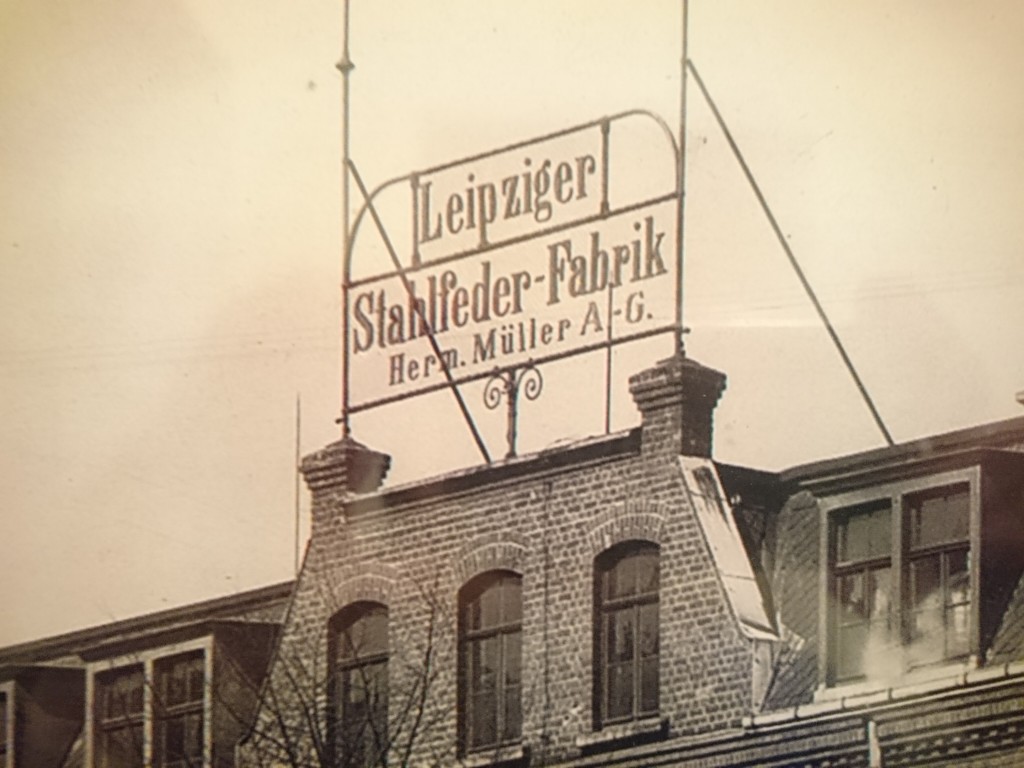 Leipziger
Stahlfeder-Fabrik
Herm. Müller A.-G.